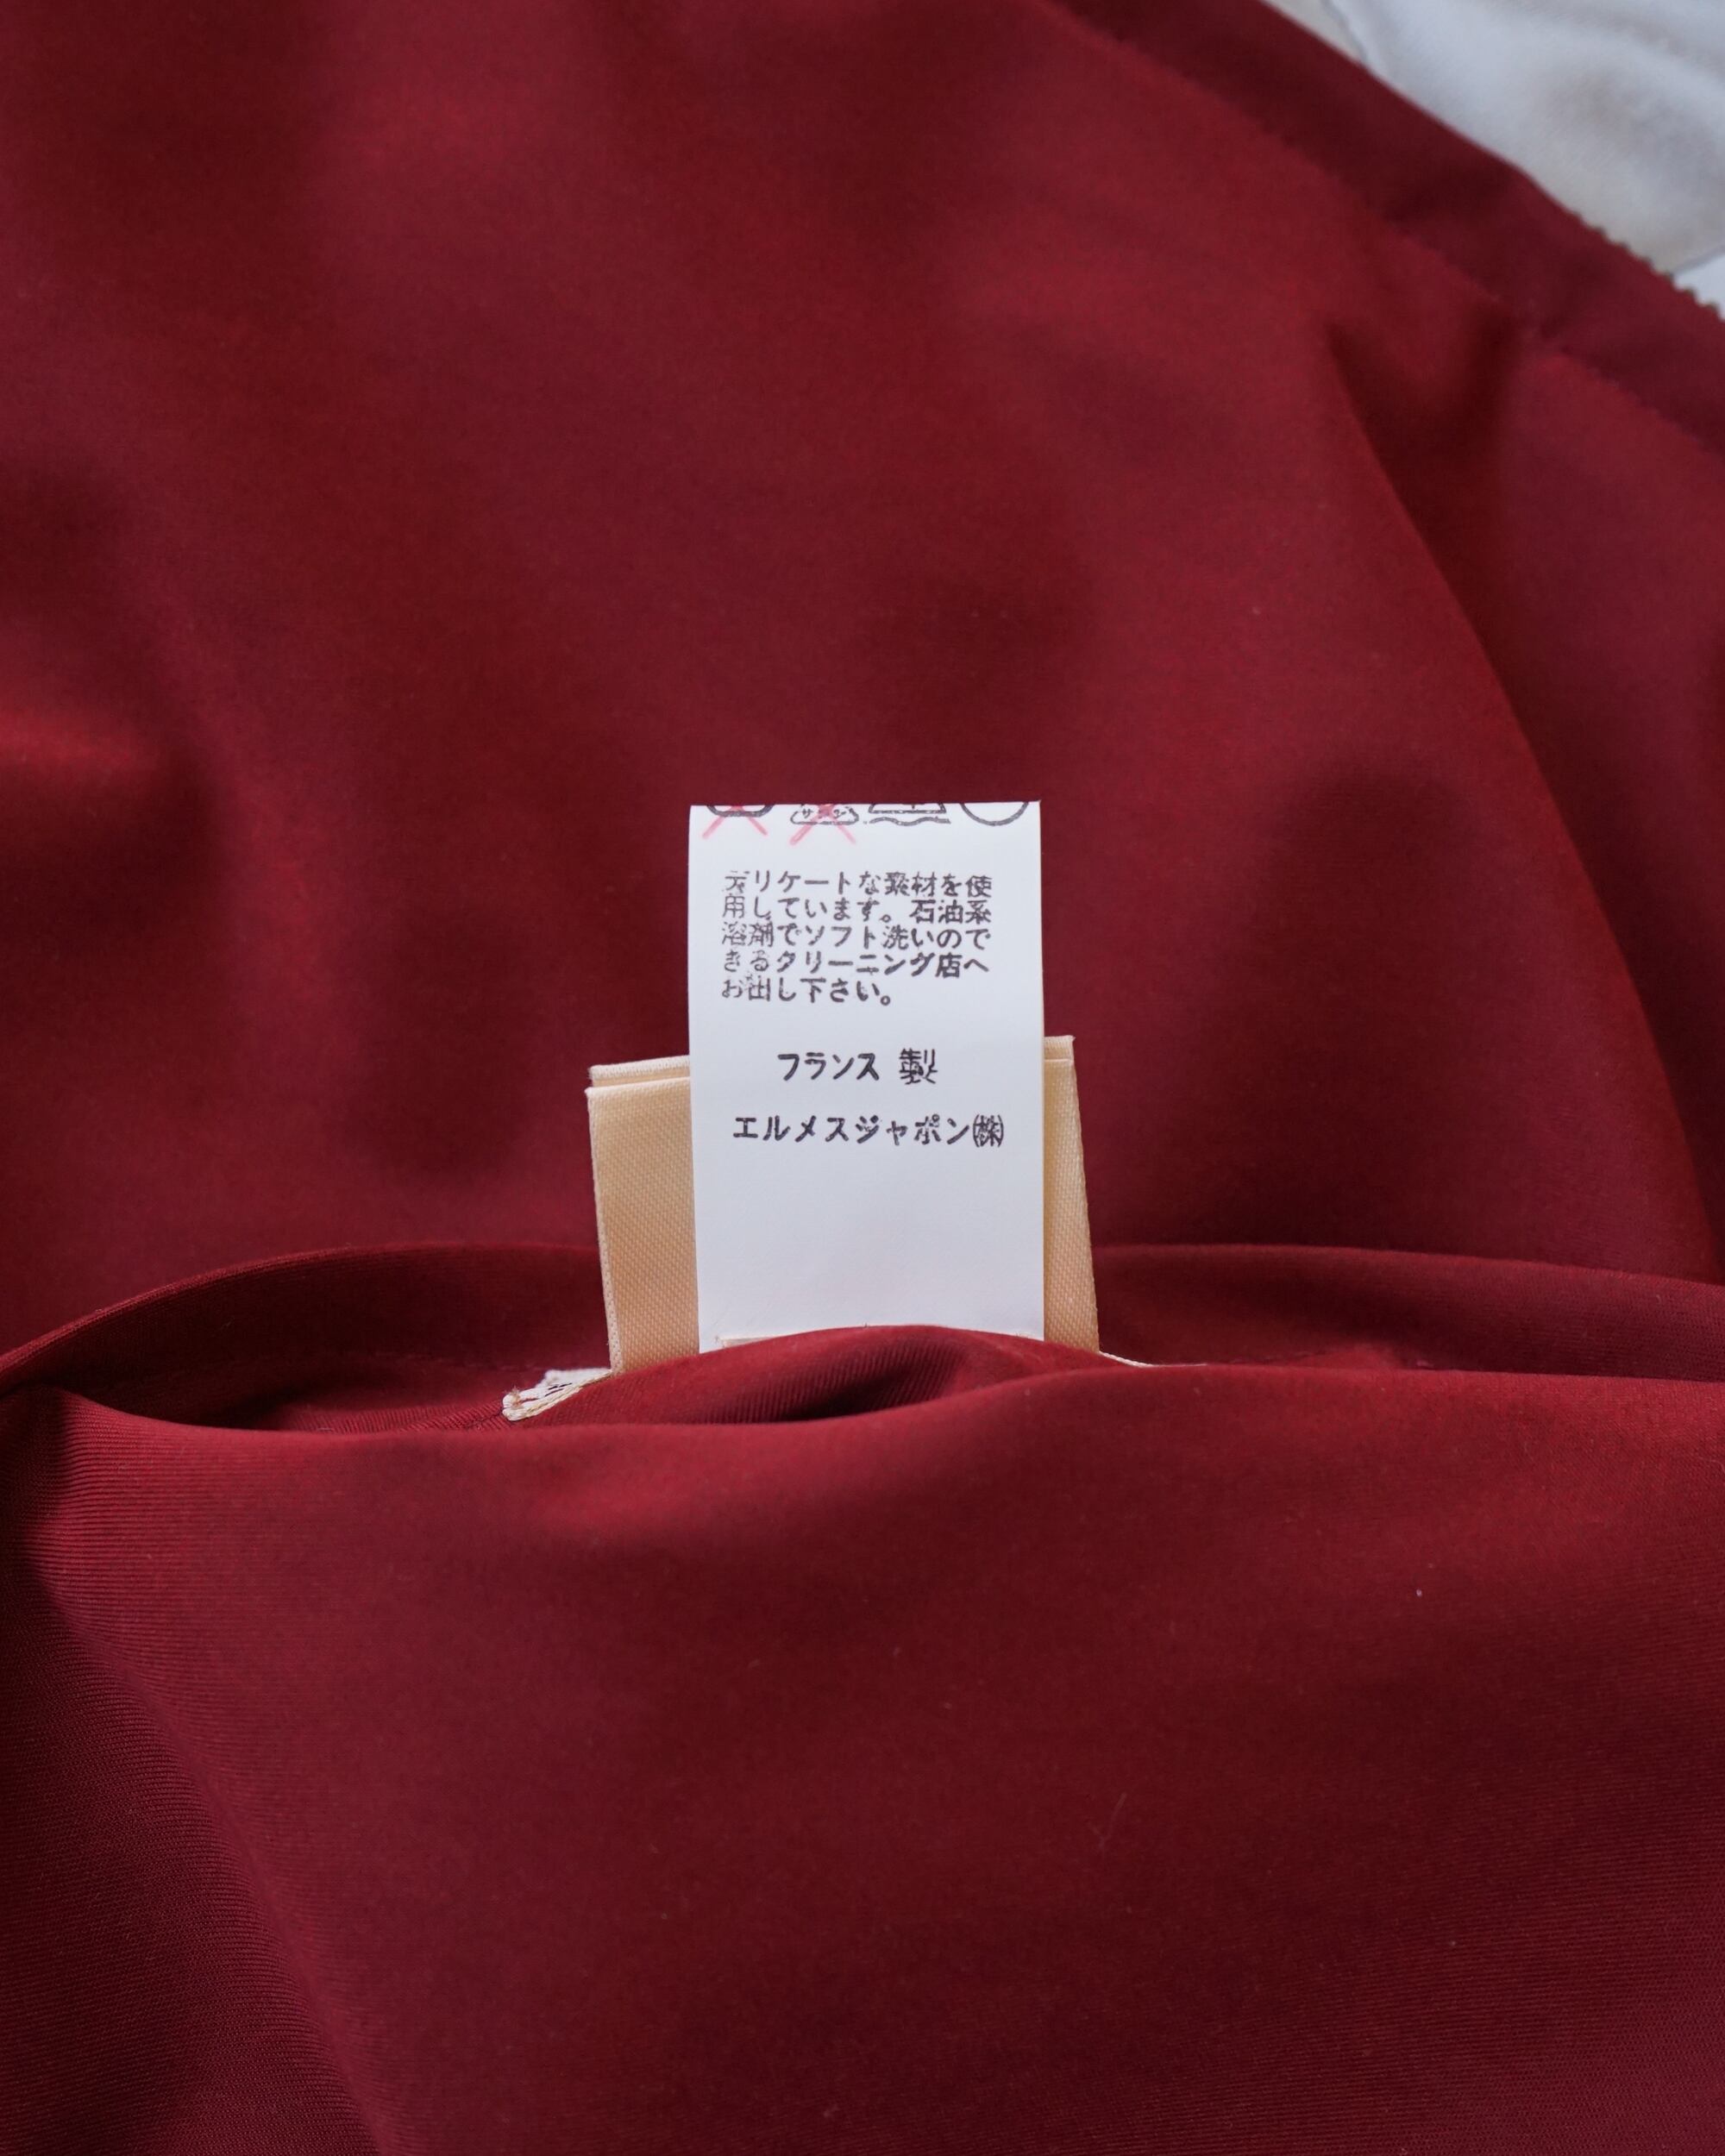 デリケートな素材を使
用しています。石油系
溶剤でソフト洗いので
きるクリーニング店へ
お出し下さい。
フランス 製
エルメスジャポン㈱